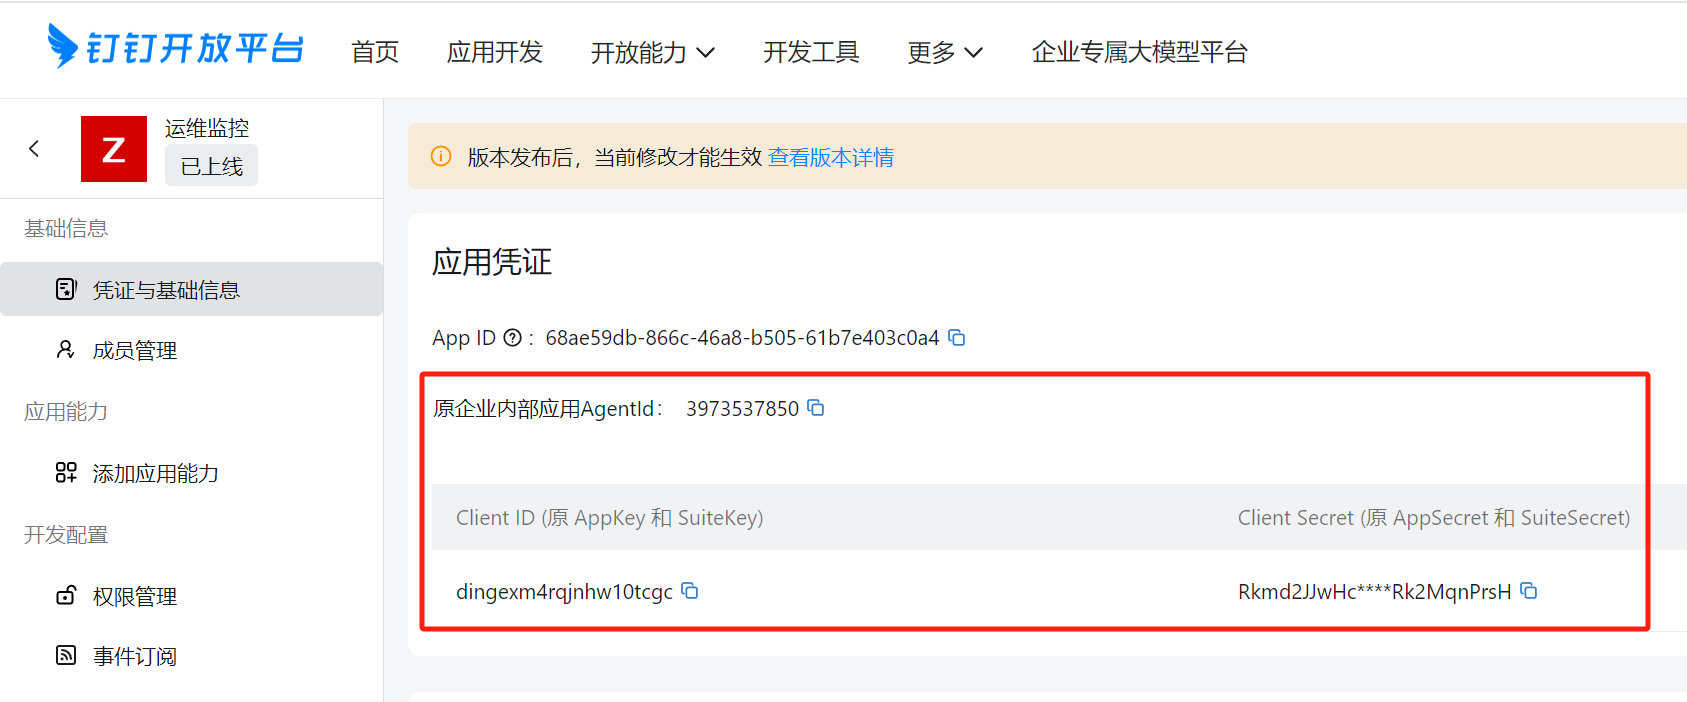 钉钉开放平台 首页 应用开发 开放能力 开发工具 更多 企业专属大模型平台
Z 运维监控
已上线
版本发布后，当前修改才能生效 查看版本详情
基础信息
凭证与基础信息
成员管理
应用能力
添加应用能力
开发配置
权限管理
事件订阅
应用凭证
App ID ? : 68ae59db-866c-46a8-b505-61b7e403c0a4
原企业内部应用AgentId： 3973537850
Client ID (原 AppKey 和 SuiteKey) Client Secret (原 AppSecret 和 SuiteSecret)
dingexm4rqjnhw10tcgc Rkmd2JJwHc****Rk2MqnPrsH